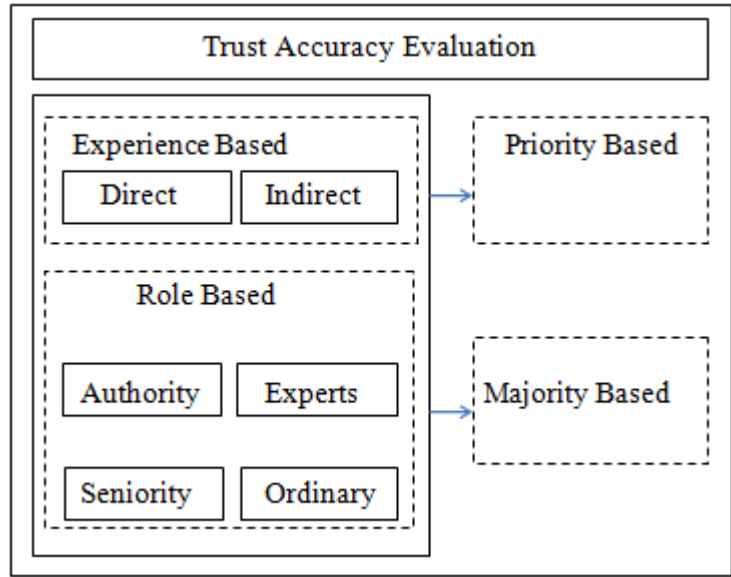 Trust Accuracy Evaluation
Experience Based
Direct
Indirect
Priority Based
Role Based
Authority
Experts
Majority Based
Seniority
Ordinary